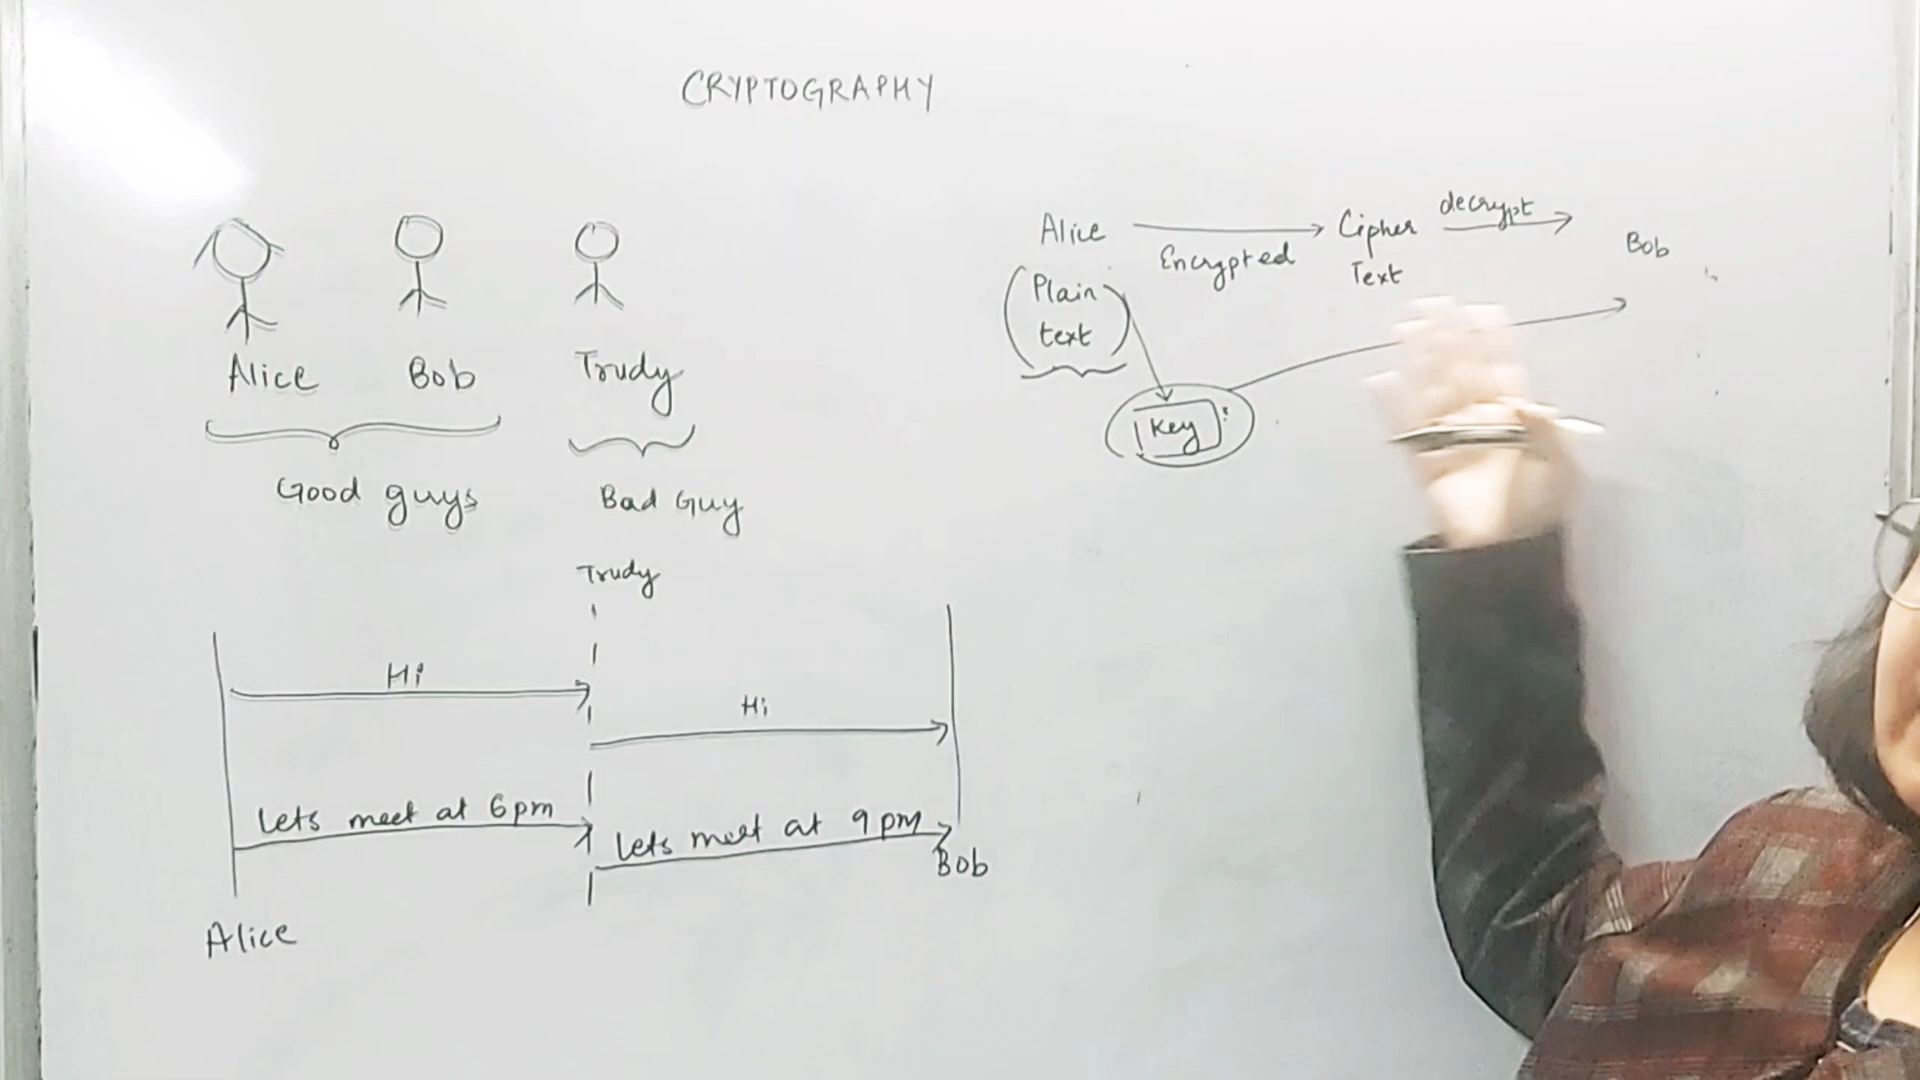 CRYPTOGRAPHY
Alice Bob Trudy
Good guys Bad Guy
Trudy
Hi
Hi
Lets meet at 6pm
Lets meet at 9pm
Alice
Bob
Alice Encrypted Cipher Text decrypt Bob
(Plain
text)
Key